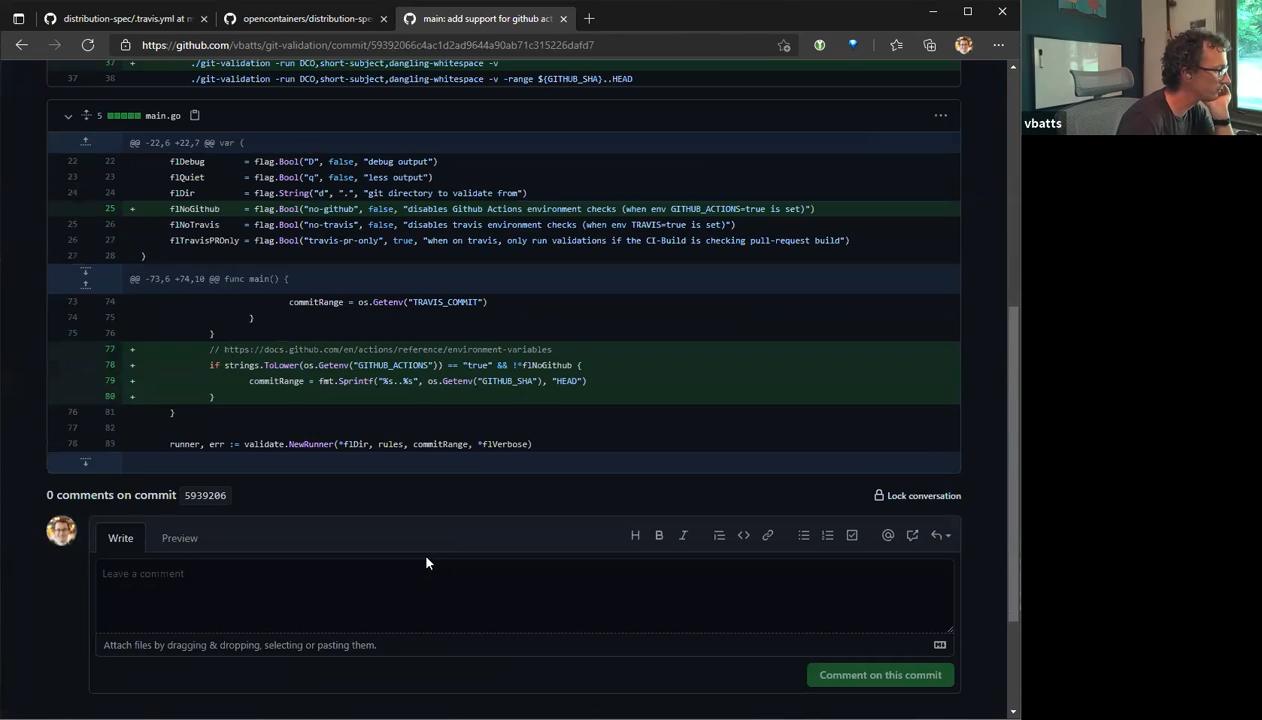 distribution-spec/.travis.yml at m
opencontainers/distribution-spe
main: add support for github act
https://github.com/vbatts/git-validation/commit/59392066c4ac1d2ad9644a90ab71c315226dafd7
37 + ./git-validation -run DCO,short-subject,dangling-whitespace -v
37 38 ./git-validation -run DCO,short-subject,dangling-whitespace -v -range ${GITHUB_SHA}..HEAD
5 main.go
@@ -22,6 +22,7 @@ var (
22 22 flDebug = flag.Bool("D", false, "debug output")
23 23 flQuiet = flag.Bool("q", false, "less output")
24 24 flDir = flag.String("d", ".", "git directory to validate from")
25 + flNoGithub = flag.Bool("no-github", false, "disables Github Actions environment checks (when env GITHUB_ACTIONS=true is set)")
25 26 flNoTravis = flag.Bool("no-travis", false, "disables travis environment checks (when env TRAVIS=true is set)")
26 27 flTravisPROnly = flag.Bool("travis-pr-only", true, "when on travis, only run validations if the CI-Build is checking pull-request build")
27 28 )
@@ -73,6 +74,10 @@ func main() {
73 74 commitRange = os.Getenv("TRAVIS_COMMIT")
74 75 }
75 76 }
77 + // https://docs.github.com/en/actions/reference/environment-variables
78 + if strings.ToLower(os.Getenv("GITHUB_ACTIONS")) == "true" && !*flNoGithub {
79 + commitRange = fmt.Sprintf("%s..%s", os.Getenv("GITHUB_SHA"), "HEAD")
80 + }
76 81 }
77 82
78 83 runner, err := validate.NewRunner(*flDir, rules, commitRange, *flVerbose)
0 comments on commit 5939206
Lock conversation
Write Preview
Leave a comment
Attach files by dragging & dropping, selecting or pasting them.
Comment on this commit
vbatts